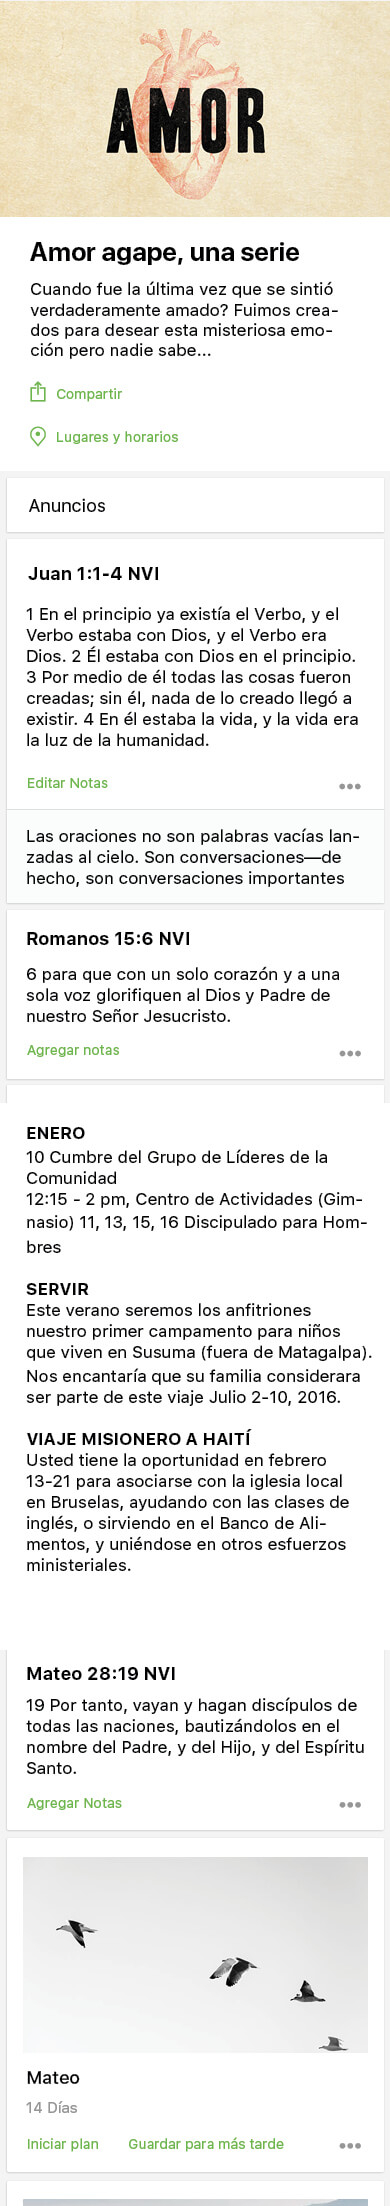 AMOR
Amor agape, una serie
Cuando fue la última vez que se sintió
verdaderamente amado? Fuimos crea-
dos para desear esta misteriosa emo-
ción pero nadie sabe...
Compartir
Lugares y horarios
Anuncios
Juan 1:1-4 NVI
1 En el principio ya existía el Verbo, y el
Verbo estaba con Dios, y el Verbo era
Dios. 2 Él estaba con Dios en el principio.
3 Por medio de él todas las cosas fueron
creadas; sin él, nada de lo creado llegó a
existir. 4 En él estaba la vida, y la vida era
la luz de la humanidad.
Editar Notas
Las oraciones no son palabras vacías lan-
zadas al cielo. Son conversaciones—de
hecho, son conversaciones importantes
Romanos 15:6 NVI
6 para que con un solo corazón y a una
sola voz glorifiquen al Dios y Padre de
nuestro Señor Jesucristo.
Agregar notas
ENERO
10 Cumbre del Grupo de Líderes de la
Comunidad
12:15 - 2 pm, Centro de Actividades (Gim-
nasio) 11, 13, 15, 16 Discipulado para Hom-
bres
SERVIR
Este verano seremos los anfitriones
nuestro primer campamento para niños
que viven en Susuma (fuera de Matagalpa).
Nos encantaría que su familia considerara
ser parte de este viaje Julio 2-10, 2016.
VIAJE MISIONERO A HAITÍ
Usted tiene la oportunidad en febrero
13-21 para asociarse con la iglesia local
en Bruselas, ayudando con las clases de
inglés, o sirviendo en el Banco de Ali-
mentos, y uniéndose en otros esfuerzos
ministeriales.
Mateo 28:19 NVI
19 Por tanto, vayan y hagan discípulos de
todas las naciones, bautizándolos en el
nombre del Padre, y del Hijo, y del Espíritu
Santo.
Agregar Notas
Mateo
14 Días
Iniciar plan Guardar para más tarde